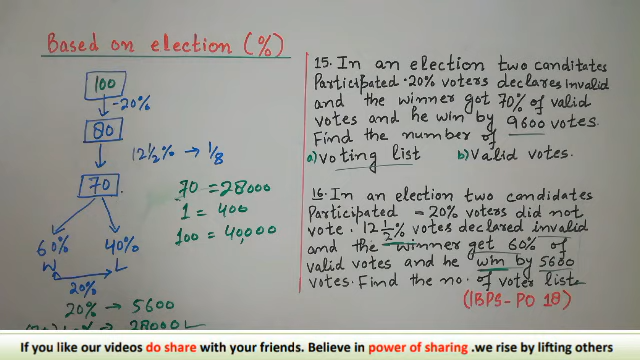 Based on election (%)
100
-20%
80
12½% → 1/8
70
70 = 28000
1 = 400
100 = 40,000
60% 40%
W L
20%
20% → 5600
28000
15. In an election two canditates
Participated · 20% voters declares invalid
and the winner got 70% of valid
votes and he win by 9600 votes.
Find the number of
a) Voting list b) Valid votes.
16. In an election two candidates
Participated – 20% voters did not
vote. 12½% votes declared invalid
and the winner get 60% of
valid votes and he win by 5600
votes. Find the no. of voter list
(IBPS-PO 18)
If you like our videos do share with your friends. Believe in power of sharing .we rise by lifting others